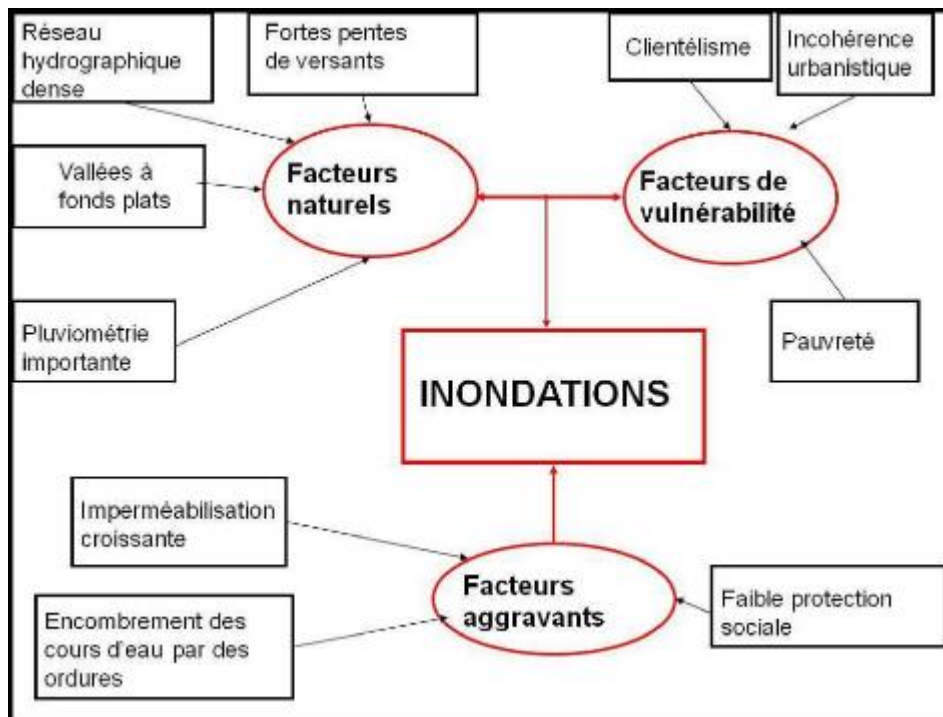 Réseau
hydrographique
dense
Fortes pentes
de versants
Clientélisme
Incohérence
urbanistique
Vallées à
fonds plats
Facteurs
naturels
Facteurs de
vulnérabilité
Pluviométrie
importante
Pauvreté
INONDATIONS
Imperméabilisation
croissante
Facteurs
aggravants
Faible protection
sociale
Encombrement des
cours d'eau par des
ordures